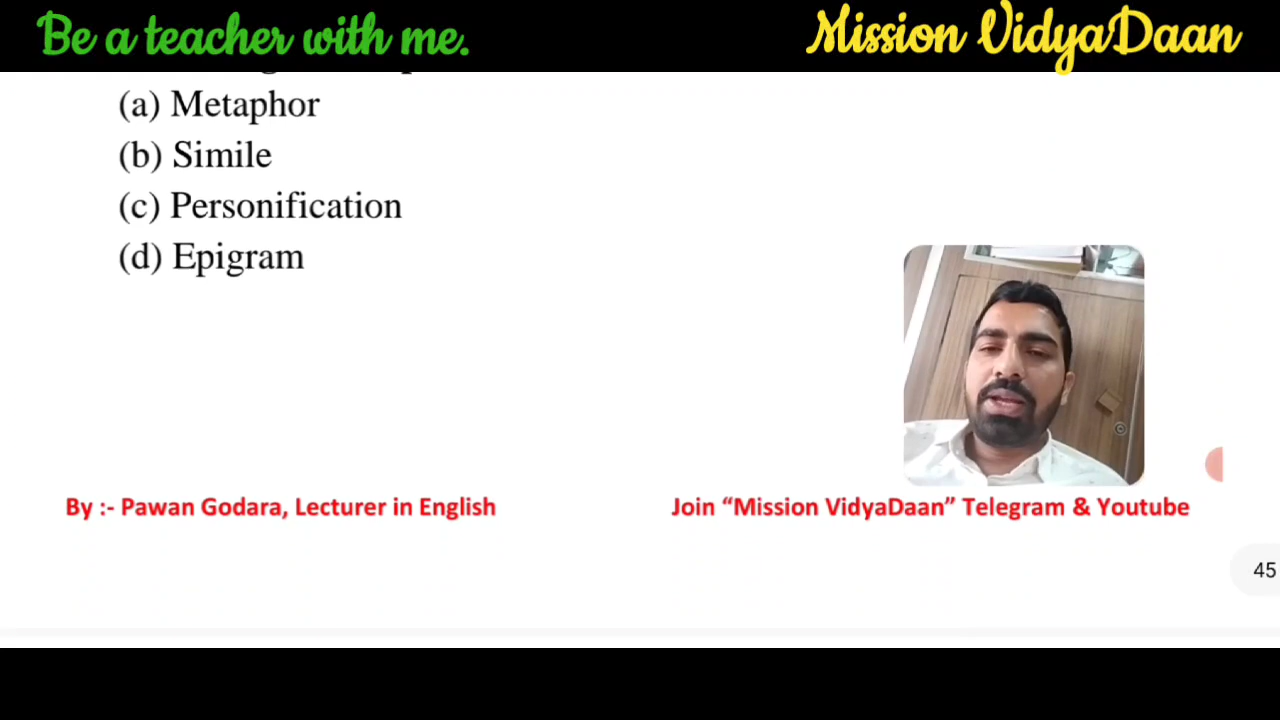 Be a teacher with me.
Mission VidyaDaan
(a) Metaphor
(b) Simile
(c) Personification
(d) Epigram
By :- Pawan Godara, Lecturer in English
Join “Mission VidyaDaan” Telegram & Youtube
45